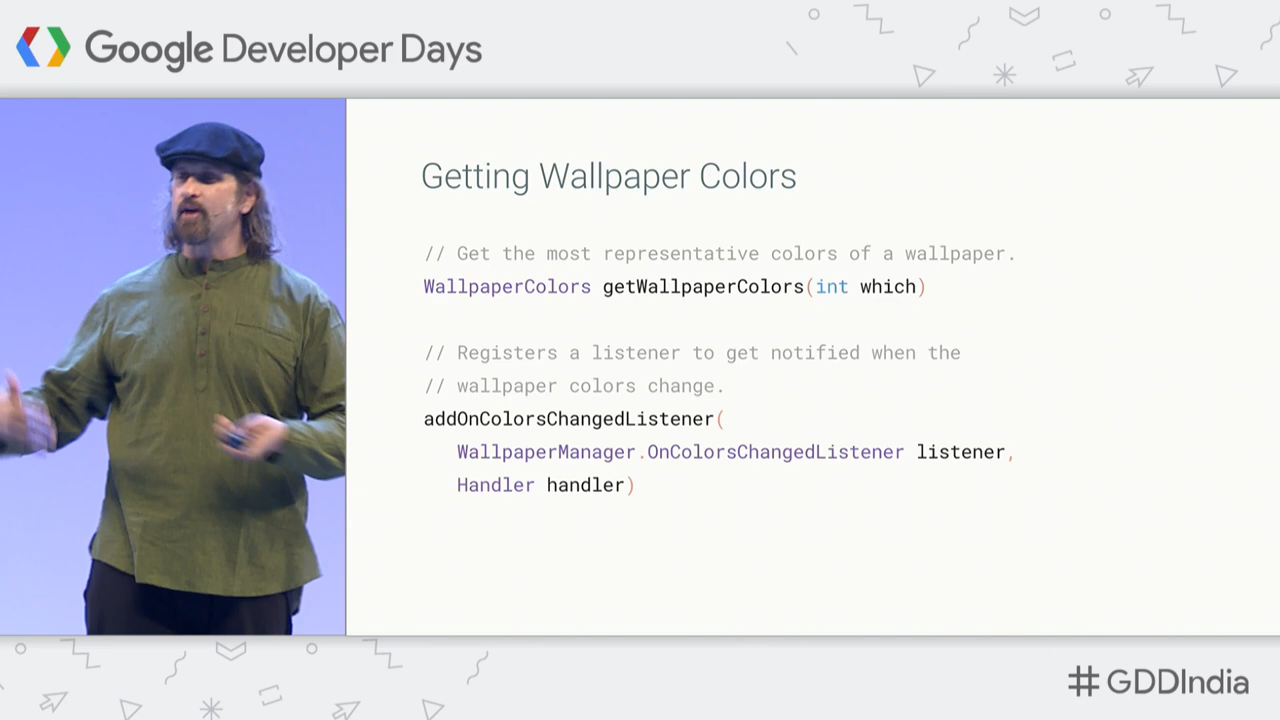 Google Developer Days
Getting Wallpaper Colors
// Get the most representative colors of a wallpaper.
WallpaperColors getWallpaperColors(int which)
// Registers a listener to get notified when the
// wallpaper colors change.
addOnColorsChangedListener(
WallpaperManager.OnColorsChangedListener listener,
Handler handler)
#GDDIndia